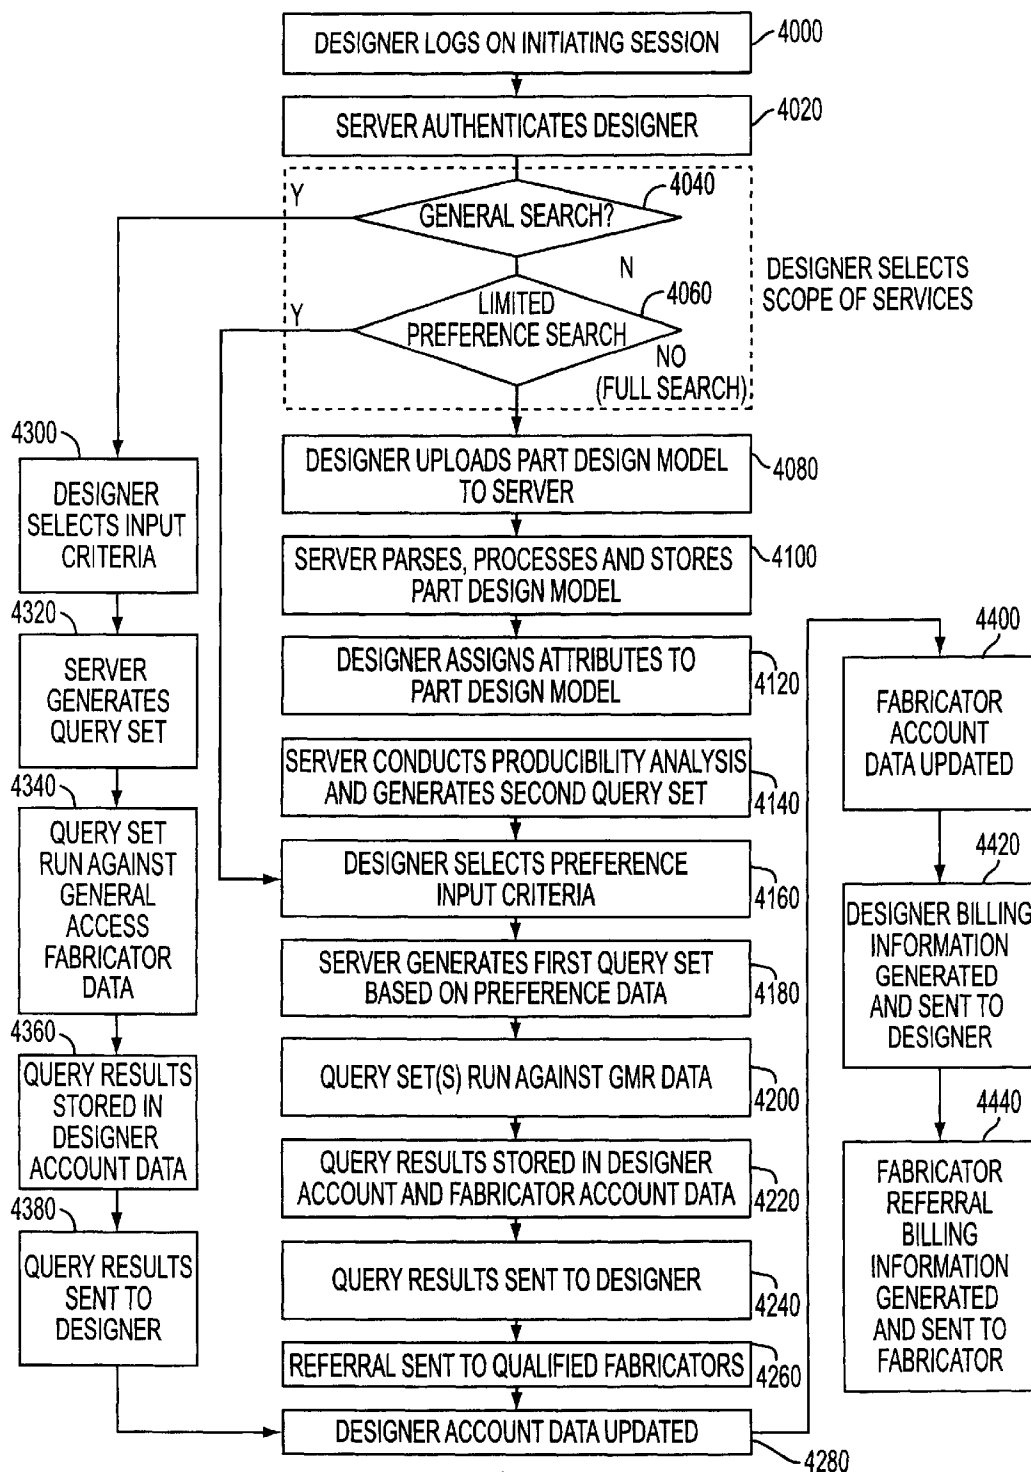 DESIGNER LOGS ON INITIATING SESSION
4000
SERVER AUTHENTICATES DESIGNER
4020
Y
4040
GENERAL SEARCH?
N
DESIGNER SELECTS
SCOPE OF SERVICES
4060
Y
LIMITED
PREFERENCE SEARCH
NO
(FULL SEARCH)
4300
DESIGNER
SELECTS INPUT
CRITERIA
4320
SERVER
GENERATES
QUERY SET
4340
QUERY SET
RUN AGAINST
GENERAL
ACCESS
FABRICATOR
DATA
4360
QUERY RESULTS
STORED IN
DESIGNER
ACCOUNT DATA
4380
QUERY RESULTS
SENT TO
DESIGNER
DESIGNER UPLOADS PART DESIGN MODEL
TO SERVER
4080
SERVER PARSES, PROCESSES AND STORES
PART DESIGN MODEL
4100
DESIGNER ASSIGNS ATTRIBUTES TO
PART DESIGN MODEL
4120
SERVER CONDUCTS PRODUCIBILITY ANALYSIS
AND GENERATES SECOND QUERY SET
4140
DESIGNER SELECTS PREFERENCE
INPUT CRITERIA
4160
SERVER GENERATES FIRST QUERY SET
BASED ON PREFERENCE DATA
4180
QUERY SET(S) RUN AGAINST GMR DATA
4200
QUERY RESULTS STORED IN DESIGNER
ACCOUNT AND FABRICATOR ACCOUNT DATA
4220
QUERY RESULTS SENT TO DESIGNER
4240
REFERRAL SENT TO QUALIFIED FABRICATORS
4260
DESIGNER ACCOUNT DATA UPDATED
4280
4400
FABRICATOR
ACCOUNT
DATA UPDATED
4420
DESIGNER BILLING
INFORMATION
GENERATED
AND SENT TO
DESIGNER
4440
FABRICATOR
REFERRAL
BILLING
INFORMATION
GENERATED
AND SENT TO
FABRICATOR